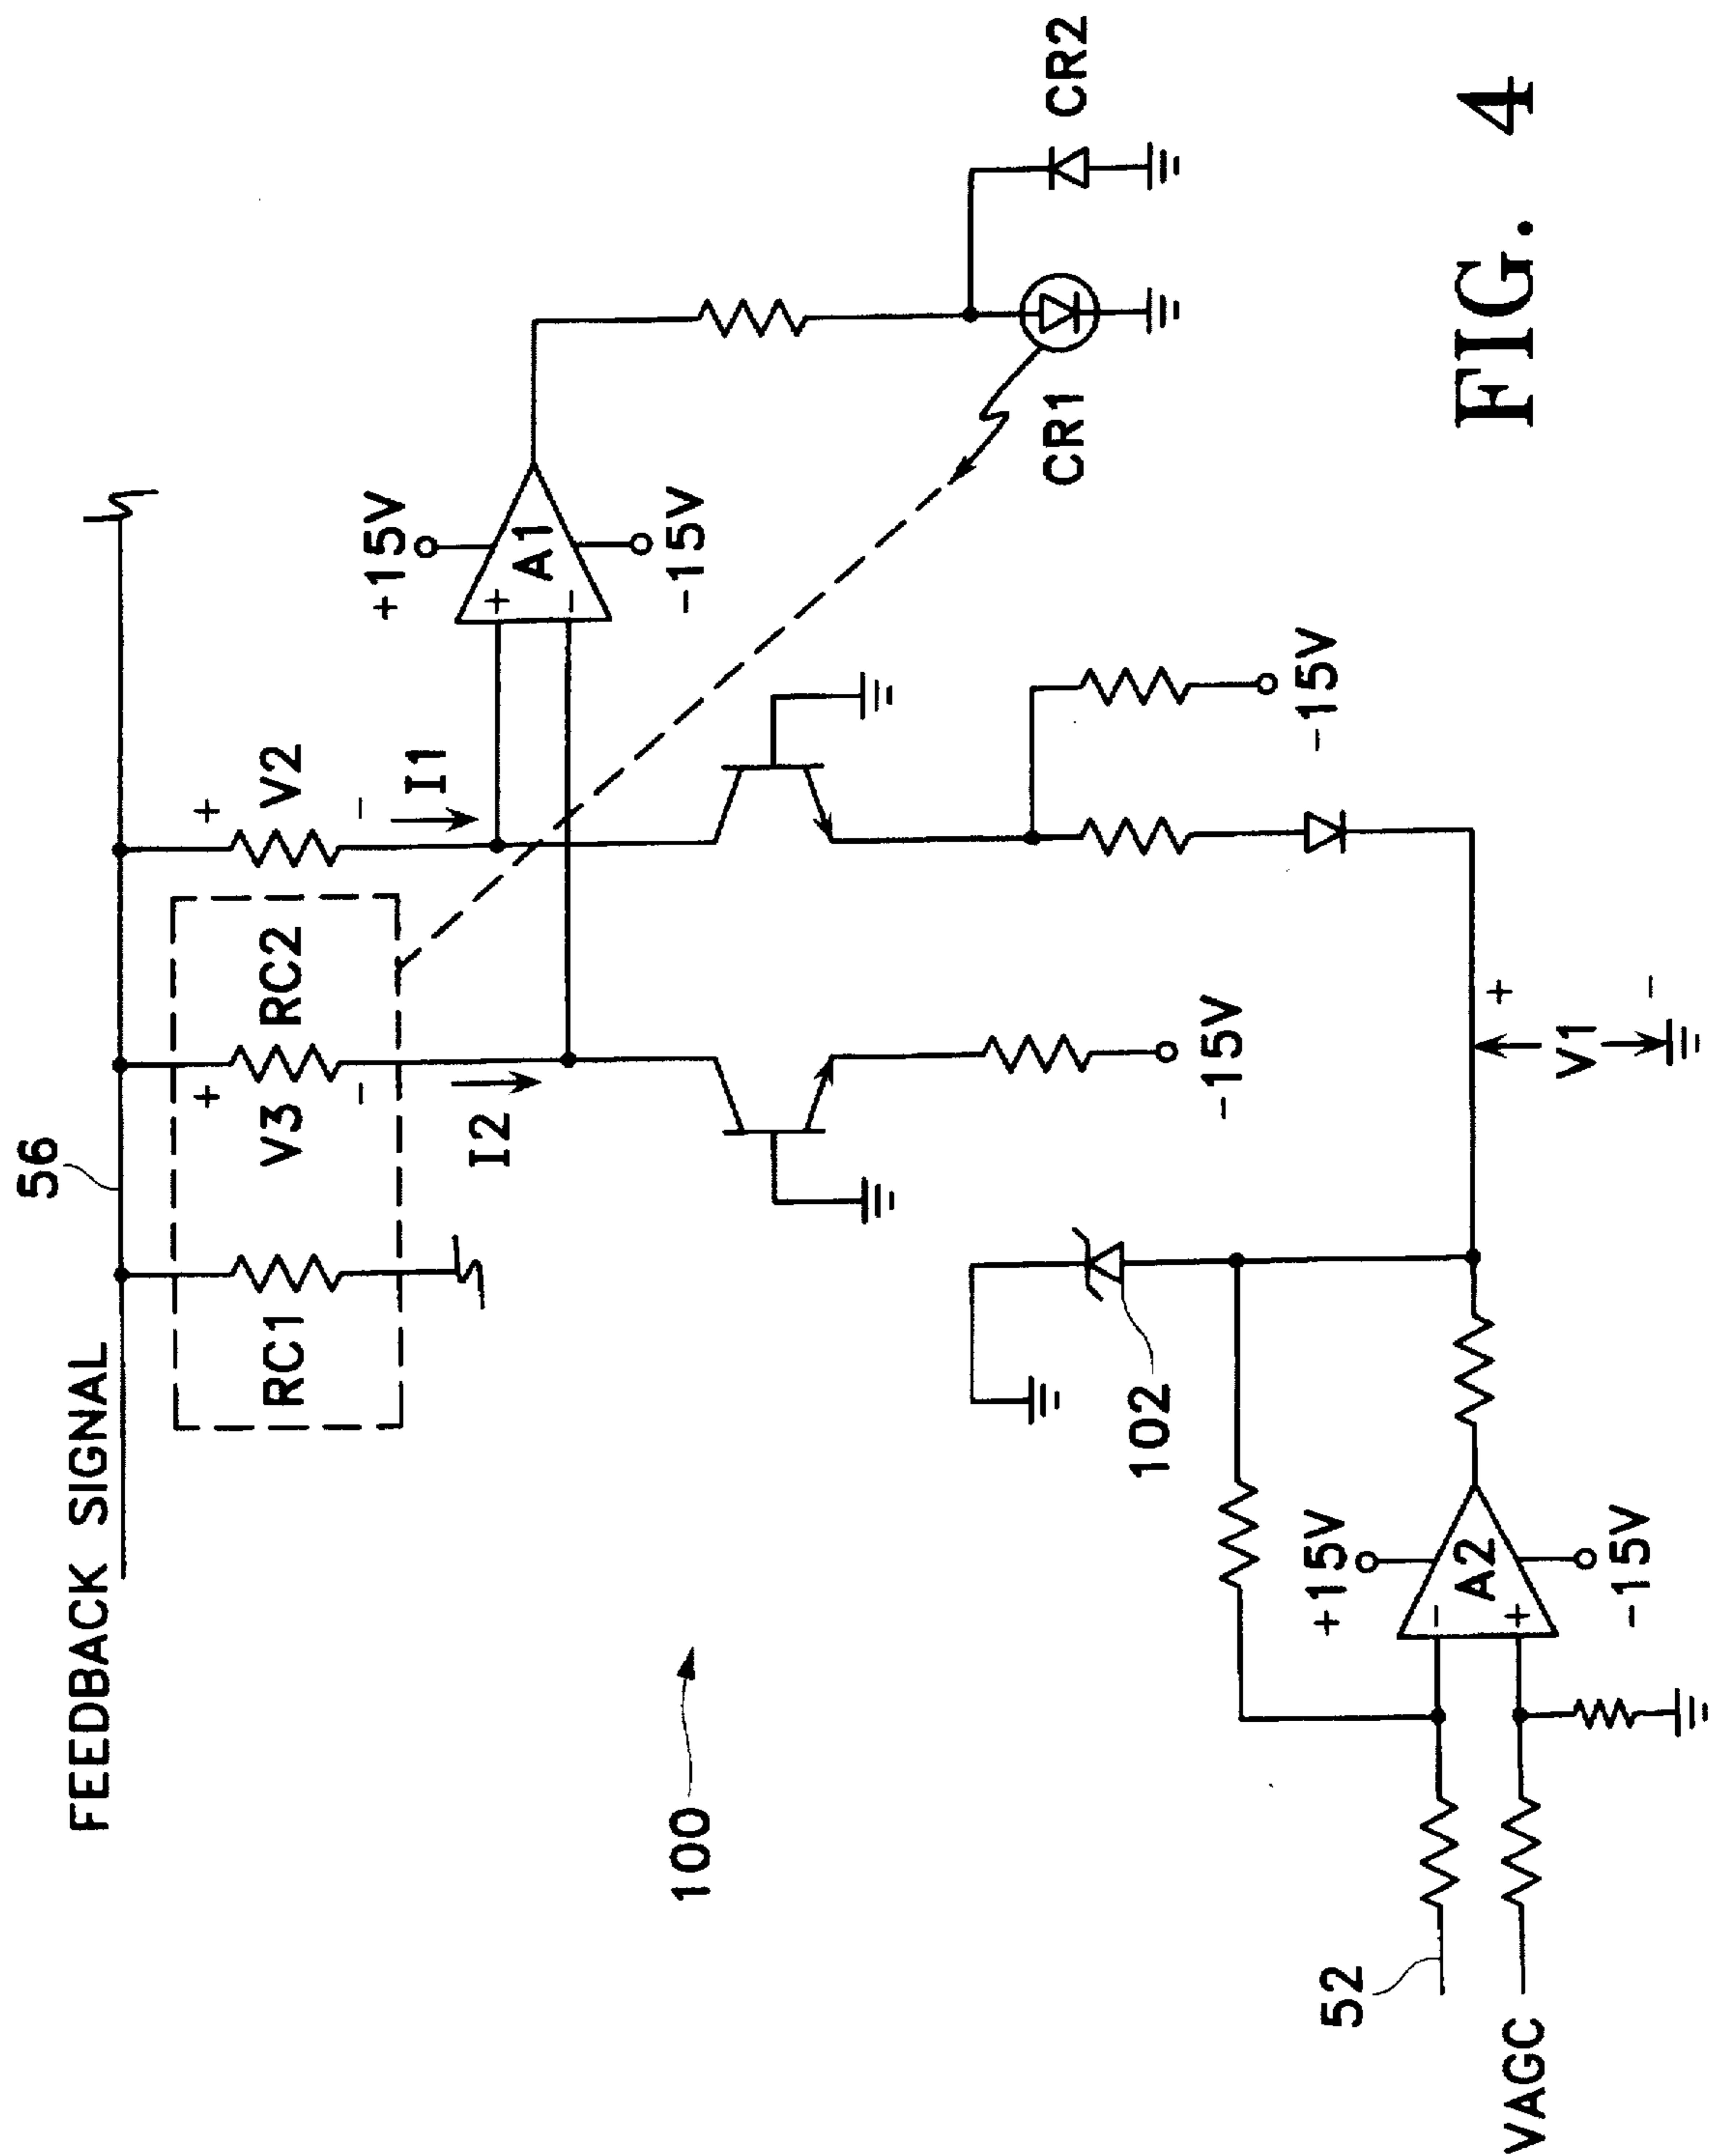 FEEDBACK SIGNAL
56
RC1
+ V3 −
RC2
+ V2 −
I2
I1
+15V
+
A1
−
-15V
CR1
CR2
-15V
-15V
100
102
52
VAGC
+15V
−
A2
+
-15V
+
V1
−
FIG. 4